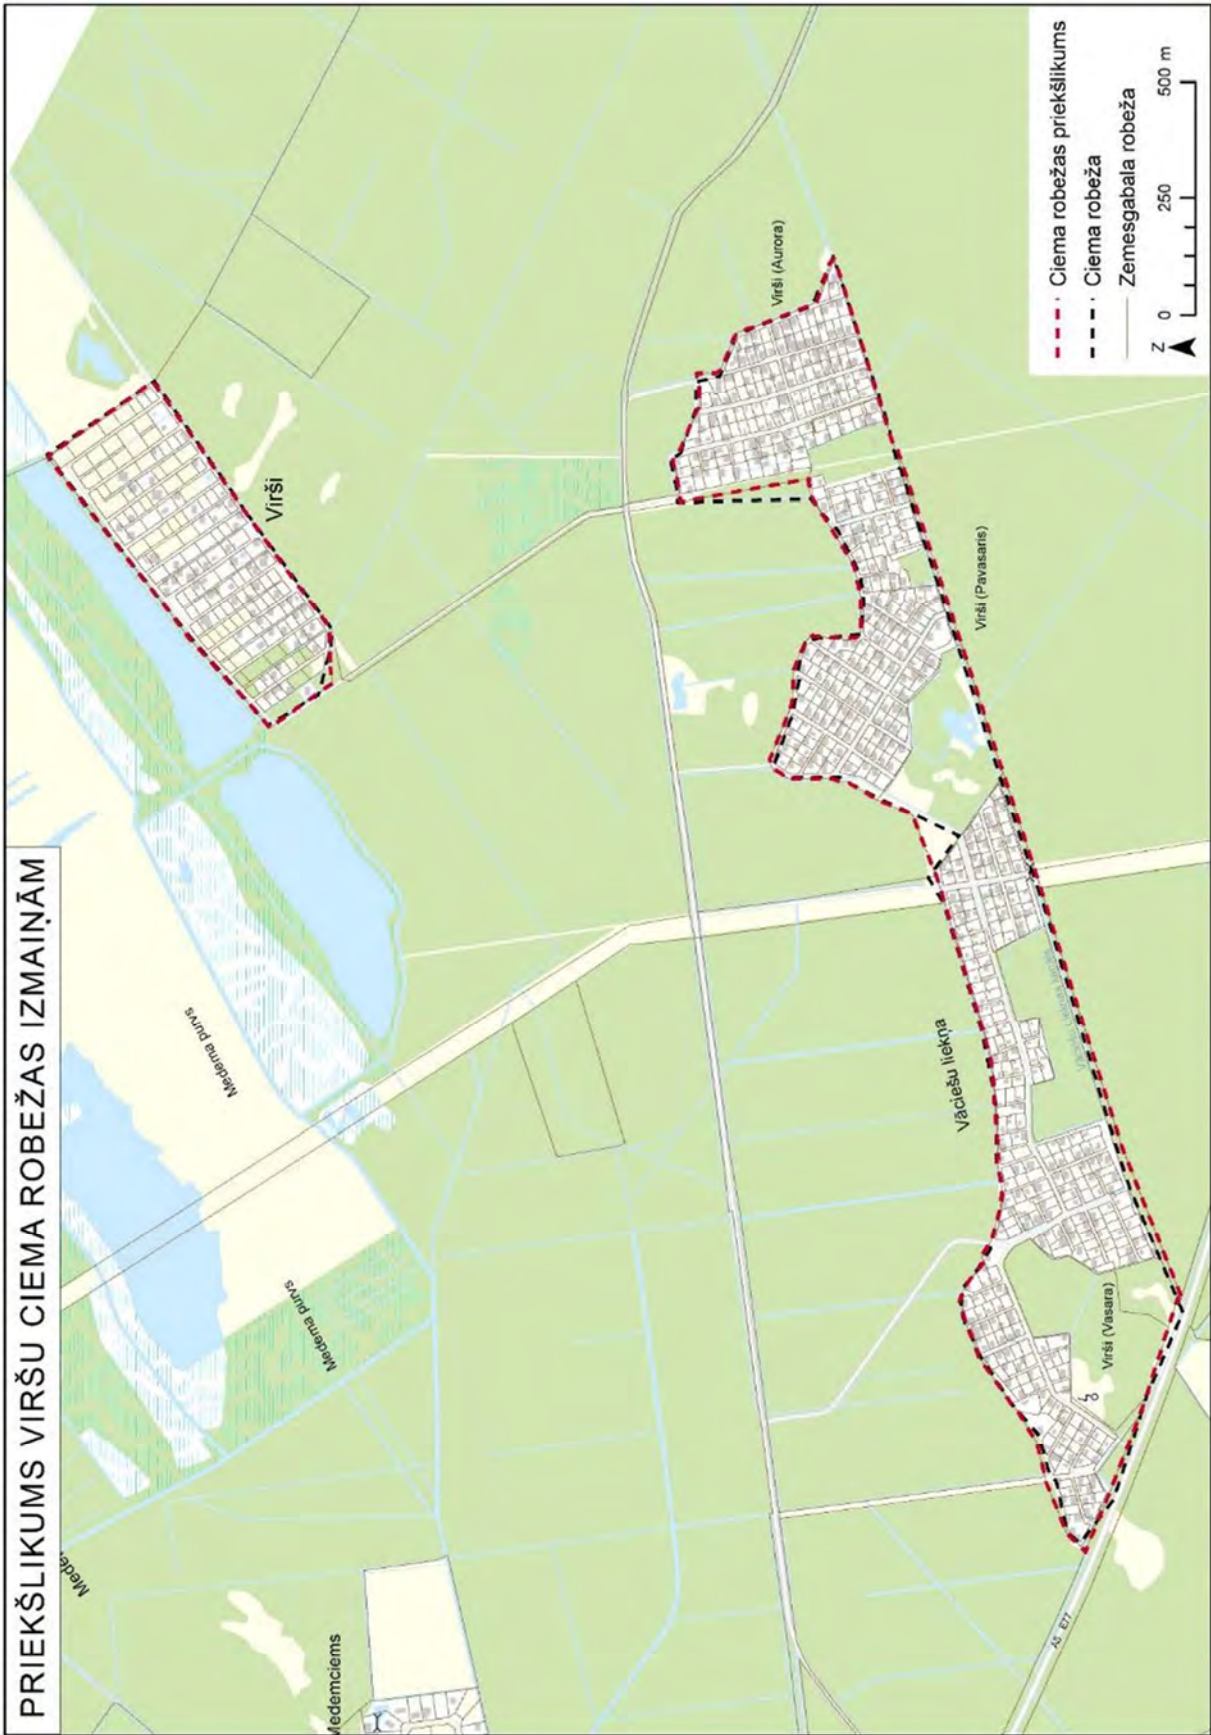 PRIEKŠLIKUMS VIRŠU CIEMA ROBEŽAS IZMAIŅĀM
Medema purvs
Medema purvs
Medemciems
Virši
Virši (Aurora)
Virši (Pavasaris)
Vāciešu liekņa
Virši (Vasara)
A5 E77
Ciema robežas priekšlikums
Ciema robeža
Zemesgabala robeža
Z
0 250 500 m